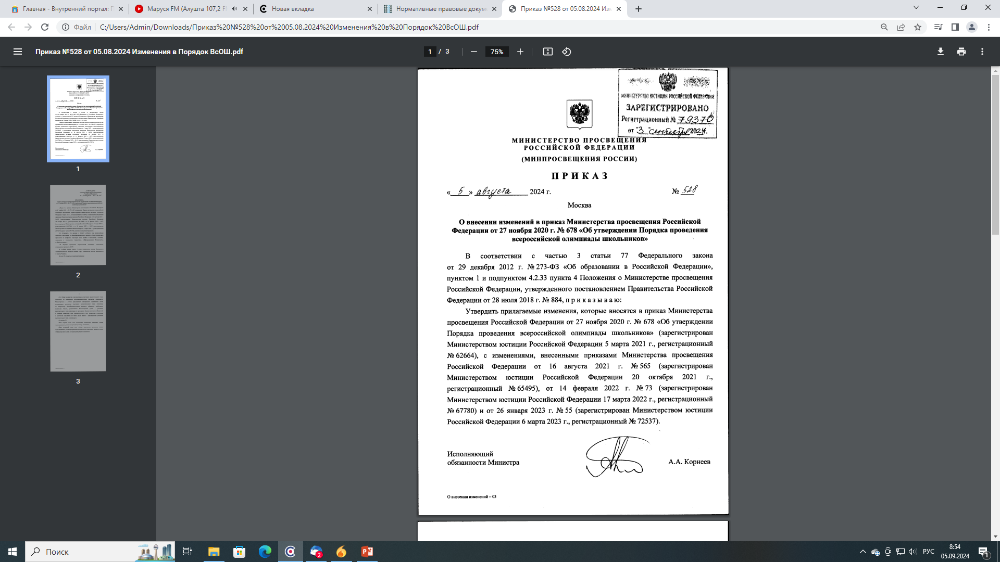 Главная - Внутренний портал: Г
Маруся FM (Алушта 107,2 F
Новая вкладка
Нормативные правовые докум
Приказ №528 от 05.08.2024 Из
Файл
C:/Users/Admin/Downloads/Приказ%20№528%20от%2005.08.2024%20Изменения%20в%20Порядок%20ВсОШ.pdf
Приказ №528 от 05.08.2024 Изменения в Порядок ВсОШ.pdf
1 / 3
75%
1
2
3
МИНИСТЕРСТВО ЮСТИЦИИ РОССИЙСКОЙ ФЕДЕРАЦИИ
ЗАРЕГИСТРИРОВАНО
Регистрационный № 79370
от "3" сентября 2024.
МИНИСТЕРСТВО ПРОСВЕЩЕНИЯ
РОССИЙСКОЙ ФЕДЕРАЦИИ
(МИНПРОСВЕЩЕНИЯ РОССИИ)
ПРИКАЗ
« 5 » августа 2024 г.
№ 528
Москва
О внесении изменений в приказ Министерства просвещения Российской
Федерации от 27 ноября 2020 г. № 678 «Об утверждении Порядка проведения
всероссийской олимпиады школьников»
В соответствии с частью 3 статьи 77 Федерального закона
от 29 декабря 2012 г. № 273-ФЗ «Об образовании в Российской Федерации»,
пунктом 1 и подпунктом 4.2.33 пункта 4 Положения о Министерстве просвещения
Российской Федерации, утвержденного постановлением Правительства Российской
Федерации от 28 июля 2018 г. № 884, п р и к а з ы в а ю:
Утвердить прилагаемые изменения, которые вносятся в приказ Министерства
просвещения Российской Федерации от 27 ноября 2020 г. № 678 «Об утверждении
Порядка проведения всероссийской олимпиады школьников» (зарегистрирован
Министерством юстиции Российской Федерации 5 марта 2021 г., регистрационный
№ 62664), с изменениями, внесенными приказами Министерства просвещения
Российской Федерации от 16 августа 2021 г. № 565 (зарегистрирован
Министерством юстиции Российской Федерации 20 октября 2021 г.,
регистрационный № 65495), от 14 февраля 2022 г. № 73 (зарегистрирован
Министерством юстиции Российской Федерации 17 марта 2022 г., регистрационный
№ 67780) и от 26 января 2023 г. № 55 (зарегистрирован Министерством юстиции
Российской Федерации 6 марта 2023 г., регистрационный № 72537).
Исполняющий
обязанности Министра
А.А. Корнеев
О внесении изменений – 03
Поиск
2
РУС
8:54
05.09.2024
1